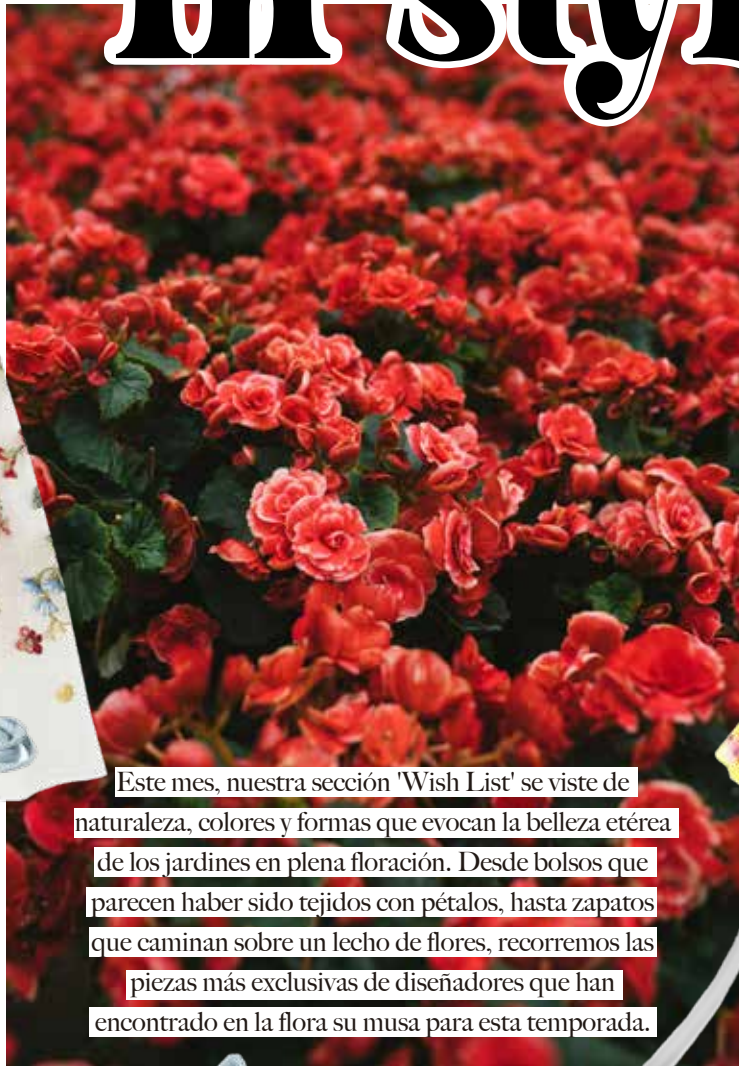 In style
Este mes, nuestra sección 'Wish List' se viste de
naturaleza, colores y formas que evocan la belleza etérea
de los jardines en plena floración. Desde bolsos que
parecen haber sido tejidos con pétalos, hasta zapatos
que caminan sobre un lecho de flores, recorremos las
piezas más exclusivas de diseñadores que han
encontrado en la flora su musa para esta temporada.